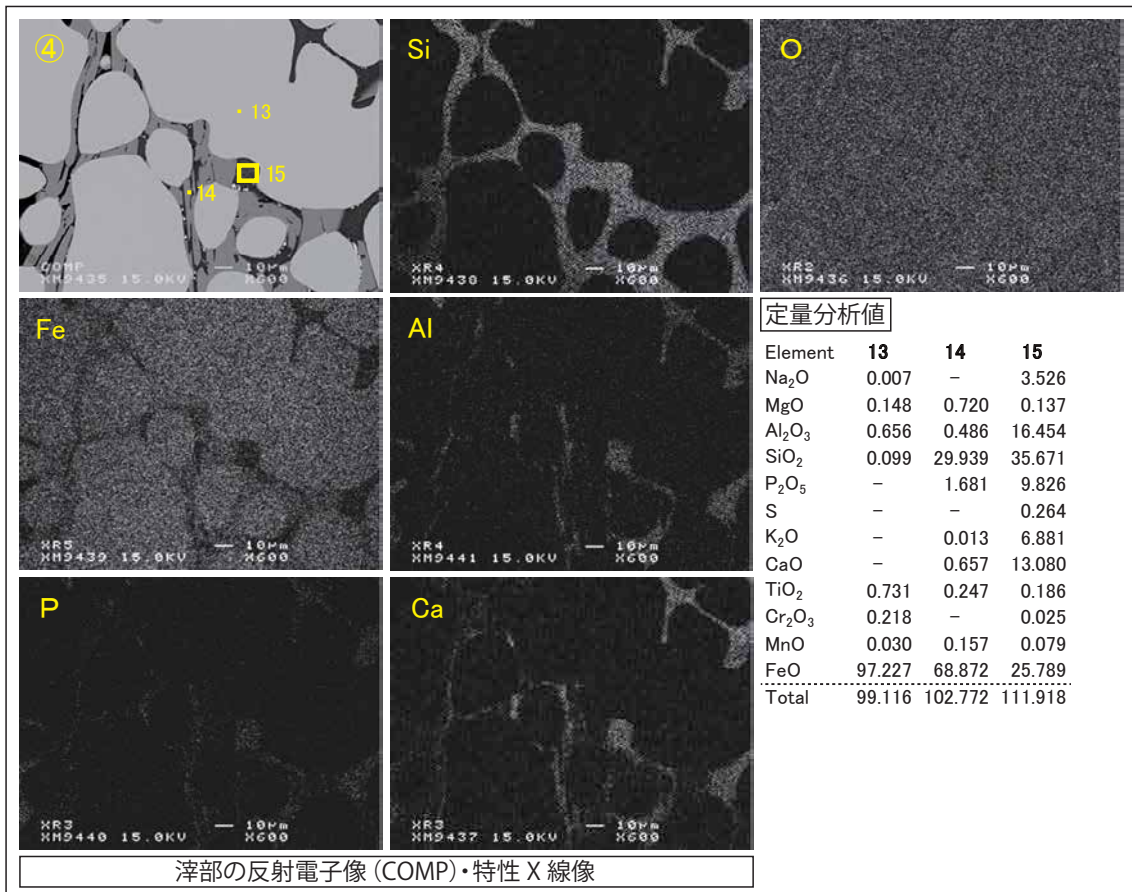 ④
13
15
14
COMP 10μm
XM9435 15.0KV X600
Si
XR4 10μm
XM9438 15.0KV X600
O
XR2 10μm
XM9436 15.0KV X600
Fe
XR5 10μm
XM9439 15.0KV X600
Al
XR4 10μm
XM9441 15.0KV X600
定量分析値
Element 13 14 15
Na₂O 0.007 – 3.526
MgO 0.148 0.720 0.137
Al₂O₃ 0.656 0.486 16.454
SiO₂ 0.099 29.939 35.671
P₂O₅ – 1.681 9.826
S – – 0.264
K₂O – 0.013 6.881
CaO – 0.657 13.080
TiO₂ 0.731 0.247 0.186
Cr₂O₃ 0.218 – 0.025
MnO 0.030 0.157 0.079
FeO 97.227 68.872 25.789
Total 99.116 102.772 111.918
P
XR3 10μm
XM9440 15.0KV X600
Ca
XR3 10μm
XM9437 15.0KV X600
滓部の反射電子像(COMP)・特性X線像